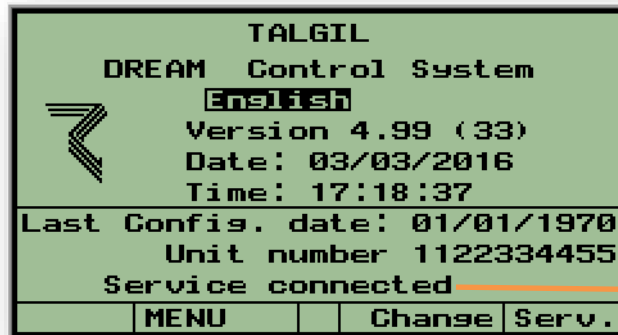 TALGIL
DREAM Control System
English
Version 4.99 (33)
Date: 03/03/2016
Time: 17:18:37
Last Config. date: 01/01/1970
Unit number 1122334455
Service connected
MENU Change Serv.